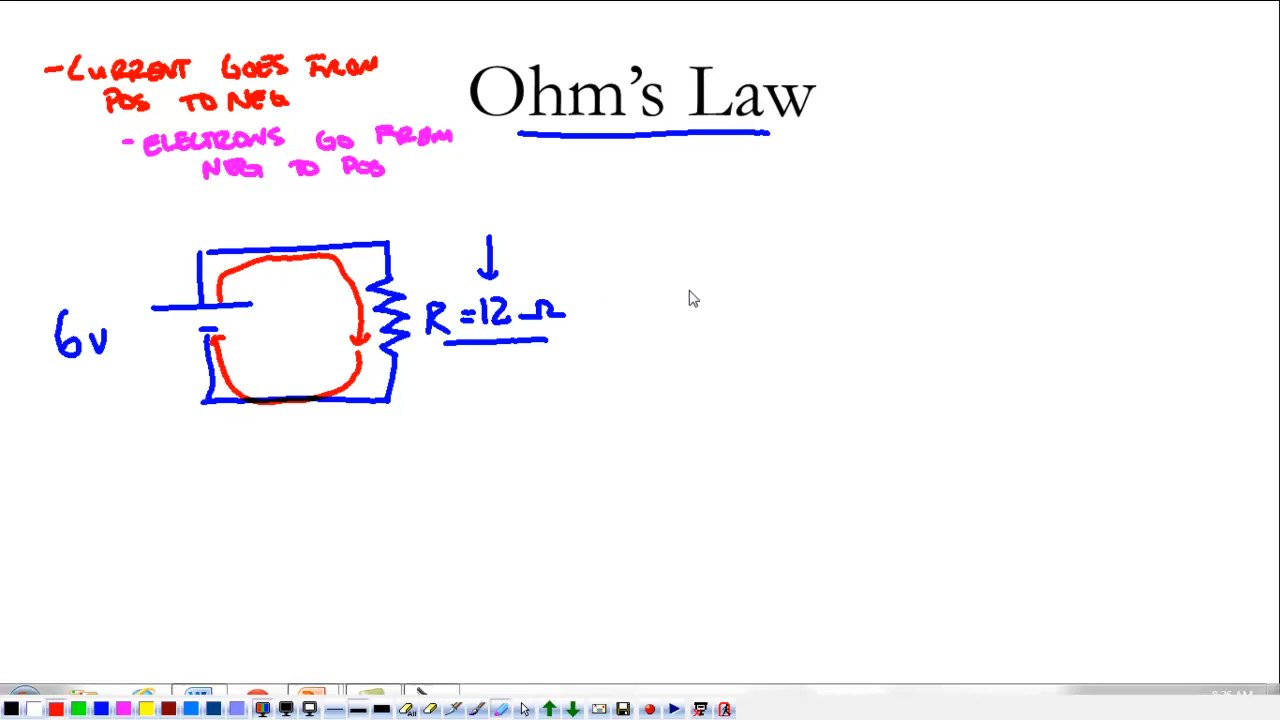 Ohm's Law
-CURRENT GOES FROM
POS TO NEG
-ELECTRONS GO FROM
NEG TO POS
6v
R =12 Ω